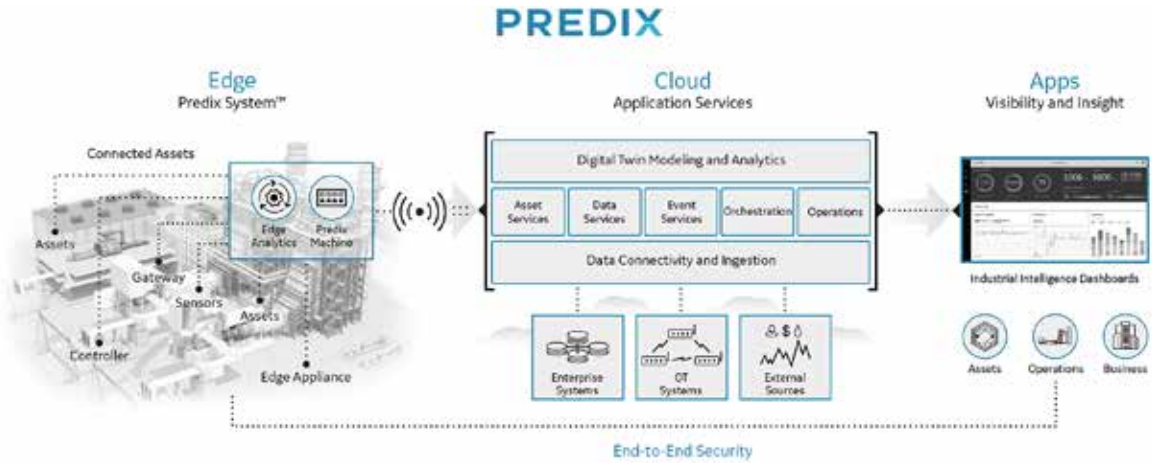 PREDIX
Edge
Predix System™
Cloud
Application Services
Apps
Visibility and Insight
Connected Assets
Edge
Analytics
Predix
Machine
Assets
Gateway
Sensors
Assets
Controller
Edge Appliance
Digital Twin Modeling and Analytics
Asset
Services
Data
Services
Event
Services
Orchestration
Operations
Data Connectivity and Ingestion
Enterprise
Systems
OT
Systems
$
External
Sources
Industrial Intelligence Dashboards
Assets
Operations
Business
End-to-End Security